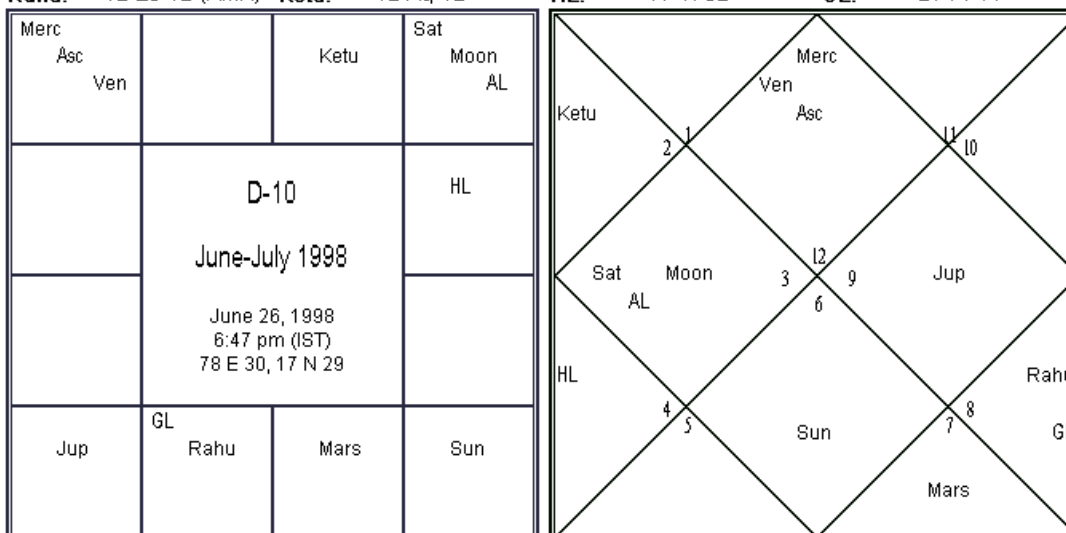 Merc
Asc
Ven
Ketu
Sat
Moon
AL
D-10
June-July 1998
June 26, 1998
6:47 pm (IST)
78 E 30, 17 N 29
HL
Jup
GL
Rahu
Mars
Sun
Merc
Ven
Asc
Ketu
1
2
11
10
12
Sat Moon
AL
3
9
6
Jup
HL
4
5
Sun
8
7
Mars